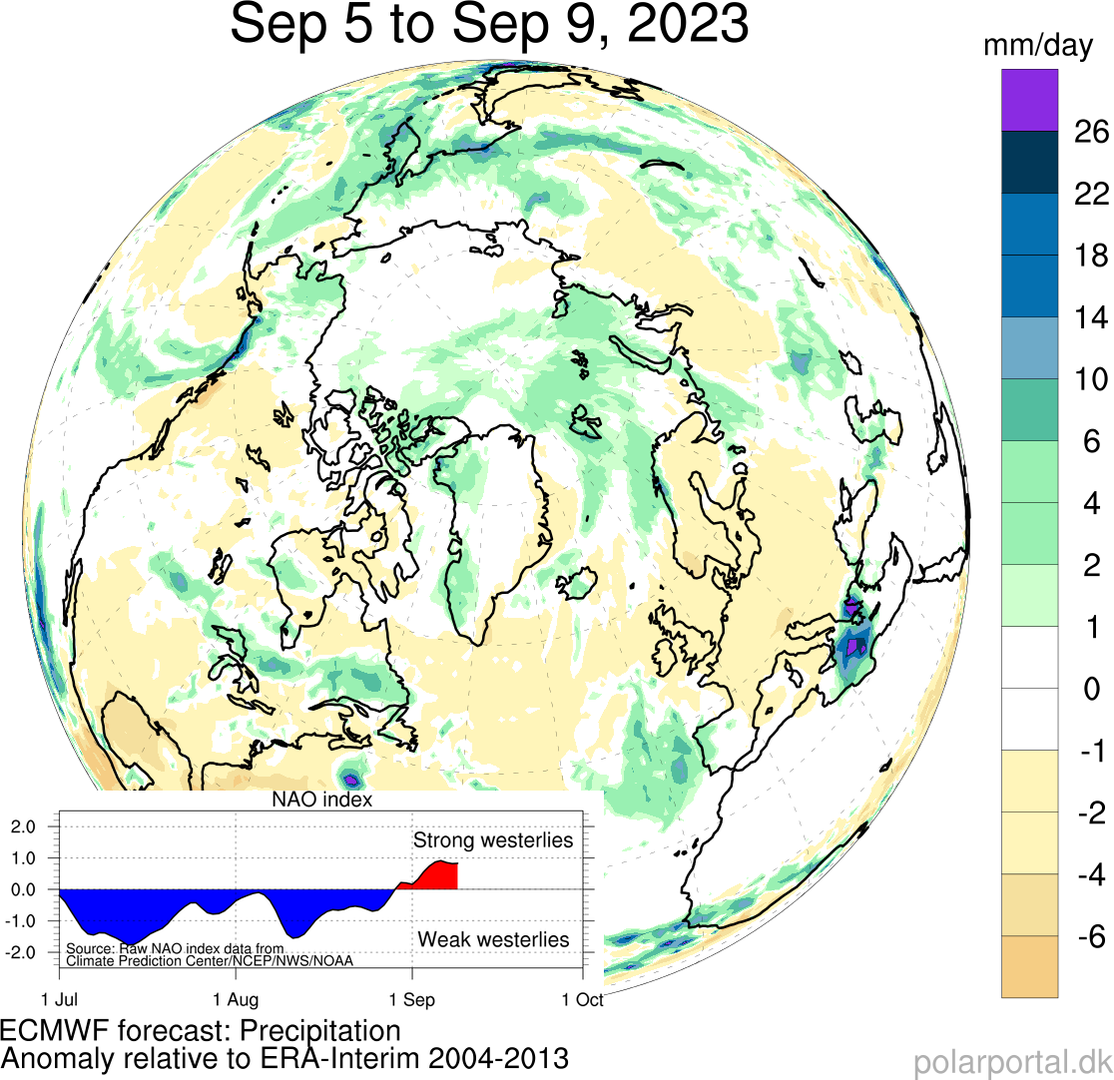 Sep 5 to Sep 9, 2023
mm/day
26
22
18
14
10
6
4
2
1
0
-1
-2
-4
-6
NAO index
2.0
1.0
0.0
-1.0
-2.0
Strong westerlies
Weak westerlies
Source: Raw NAO index data from
Climate Prediction Center/NCEP/NWS/NOAA
1 Jul 1 Aug 1 Sep 1 Oct
ECMWF forecast: Precipitation
Anomaly relative to ERA-Interim 2004-2013
polarportal.dk